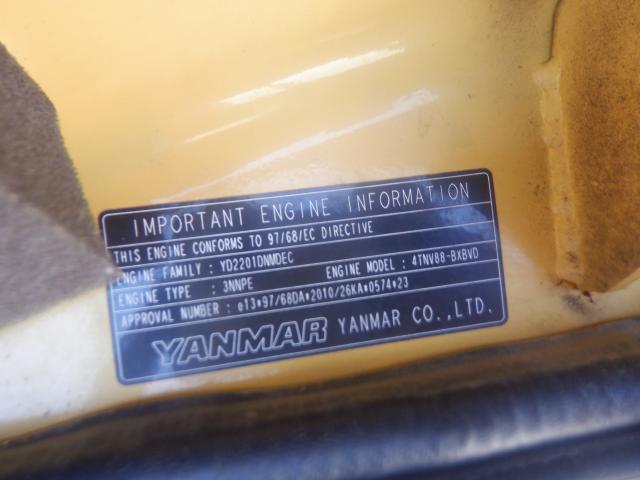 IMPORTANT ENGINE INFORMATION
THIS ENGINE CONFORMS TO 97/68/EC DIRECTIVE
ENGINE FAMILY : YD2201DNMDEC
ENGINE TYPE : 3NNPE ENGINE MODEL : 4TNV88-BXBVD
APPROVAL NUMBER : e13*97/68DA*2010/26KA*0574*23
YANMAR YANMAR CO.,LTD.